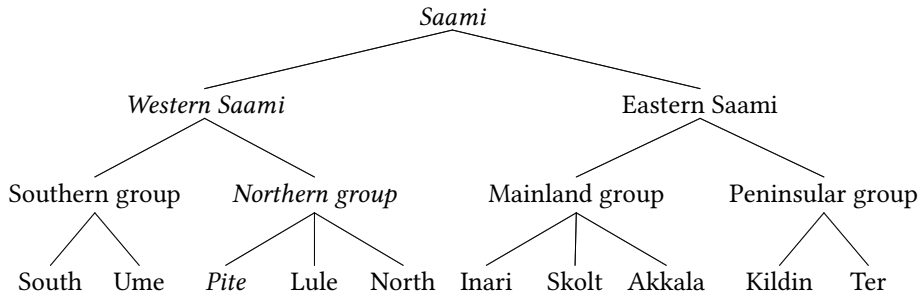 Saami
Western Saami Eastern Saami
Southern group Northern group Mainland group Peninsular group
South Ume Pite Lule North Inari Skolt Akkala Kildin Ter